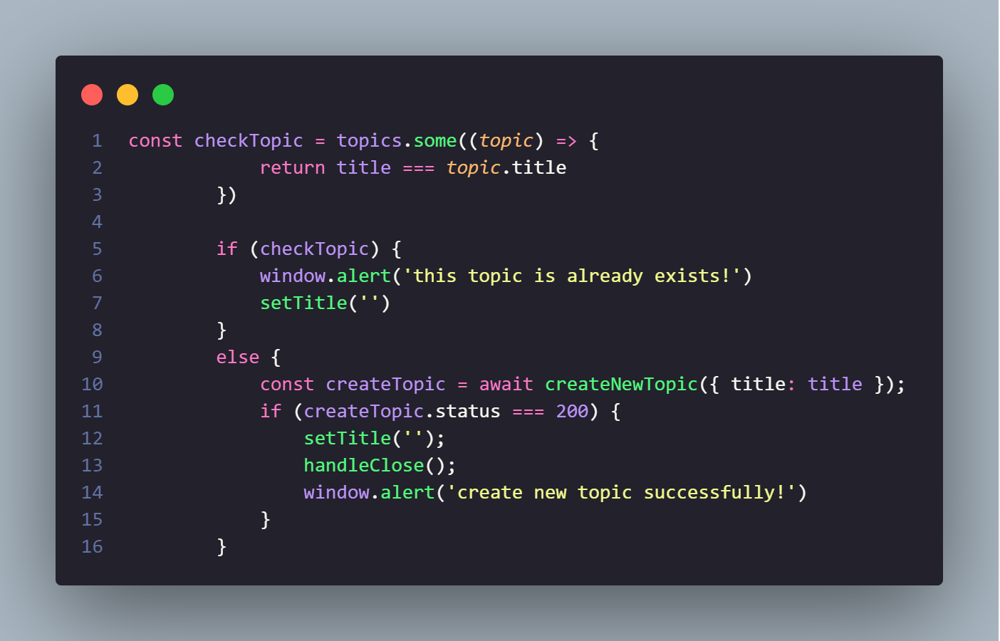 1 const checkTopic = topics.some((topic) => {
2             return title === topic.title
3         })
4
5         if (checkTopic) {
6             window.alert('this topic is already exists!')
7             setTitle('')
8         }
9         else {
10             const createTopic = await createNewTopic({ title: title });
11             if (createTopic.status === 200) {
12                 setTitle('');
13                 handleClose();
14                 window.alert('create new topic successfully!')
15             }
16         }